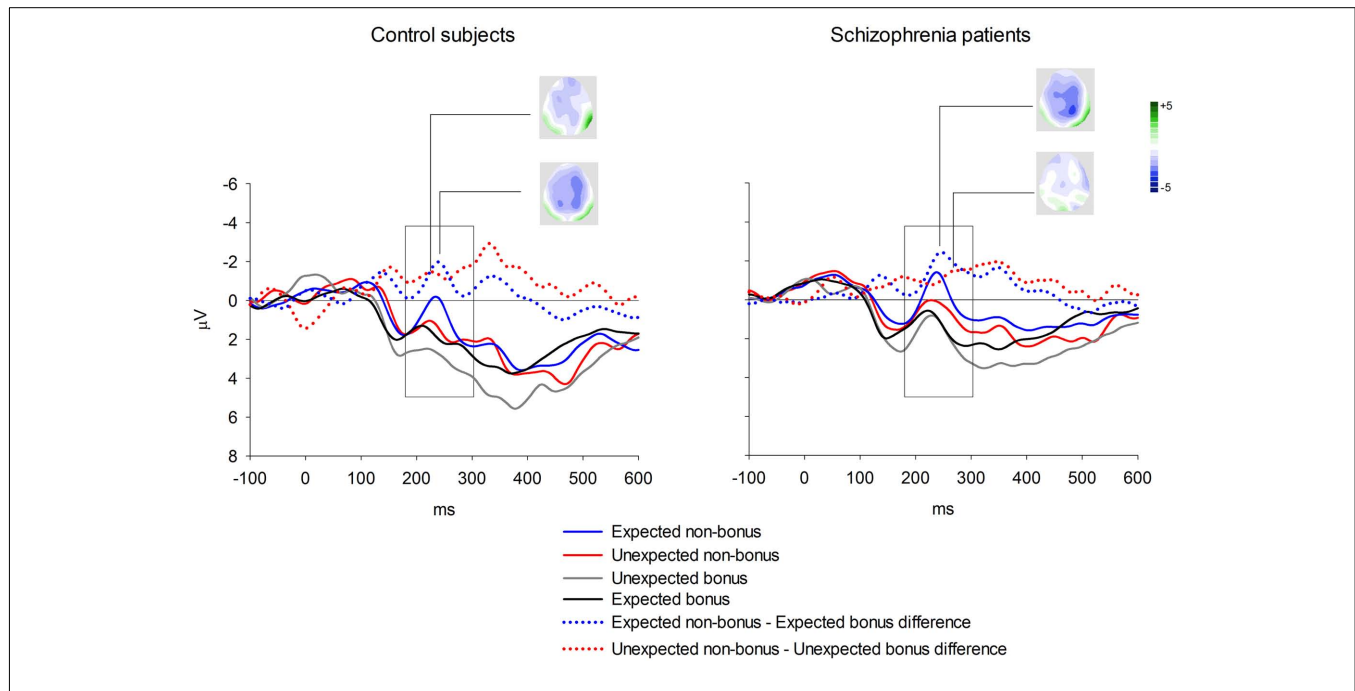 Control subjects
Schizophrenia patients
+5
-5
-6
-4
-2
0
2
4
6
8
µV
-100 0 100 200 300 400 500 600
ms
-100 0 100 200 300 400 500 600
ms
Expected non-bonus
Unexpected non-bonus
Unexpected bonus
Expected bonus
Expected non-bonus - Expected bonus difference
Unexpected non-bonus - Unexpected bonus difference